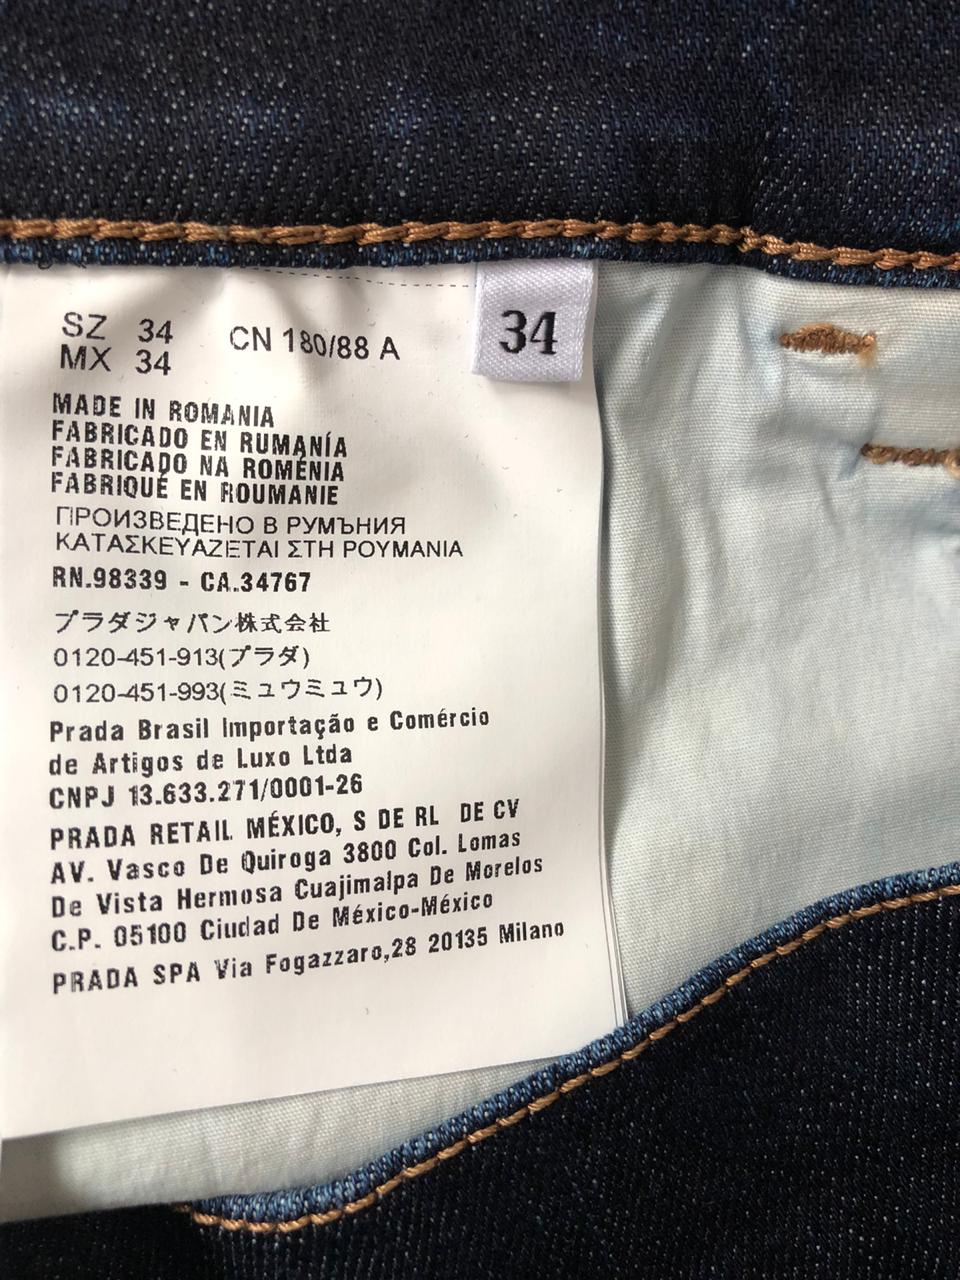 SZ 34 CN 180/88 A
MX 34
34
MADE IN ROMANIA
FABRICADO EN RUMANÍA
FABRICADO NA ROMÉNIA
FABRIQUÉ EN ROUMANIE
ПРОИЗВЕДЕНО В РУМЪНИЯ
ΚΑΤΑΣΚΕΥΑΖΕΤΑΙ ΣΤΗ ΡΟΥΜΑΝΙΑ
RN.98339 - CA.34767
プラダジャパン株式会社
0120-451-913(プラダ)
0120-451-993(ミュウミュウ)
Prada Brasil Importação e Comércio
de Artigos de Luxo Ltda
CNPJ 13.633.271/0001-26
PRADA RETAIL MÉXICO, S DE RL DE CV
AV. Vasco De Quiroga 3800 Col. Lomas
De Vista Hermosa Cuajimalpa De Morelos
C.P. 05100 Ciudad De México-México
PRADA SPA Via Fogazzaro,28 20135 Milano